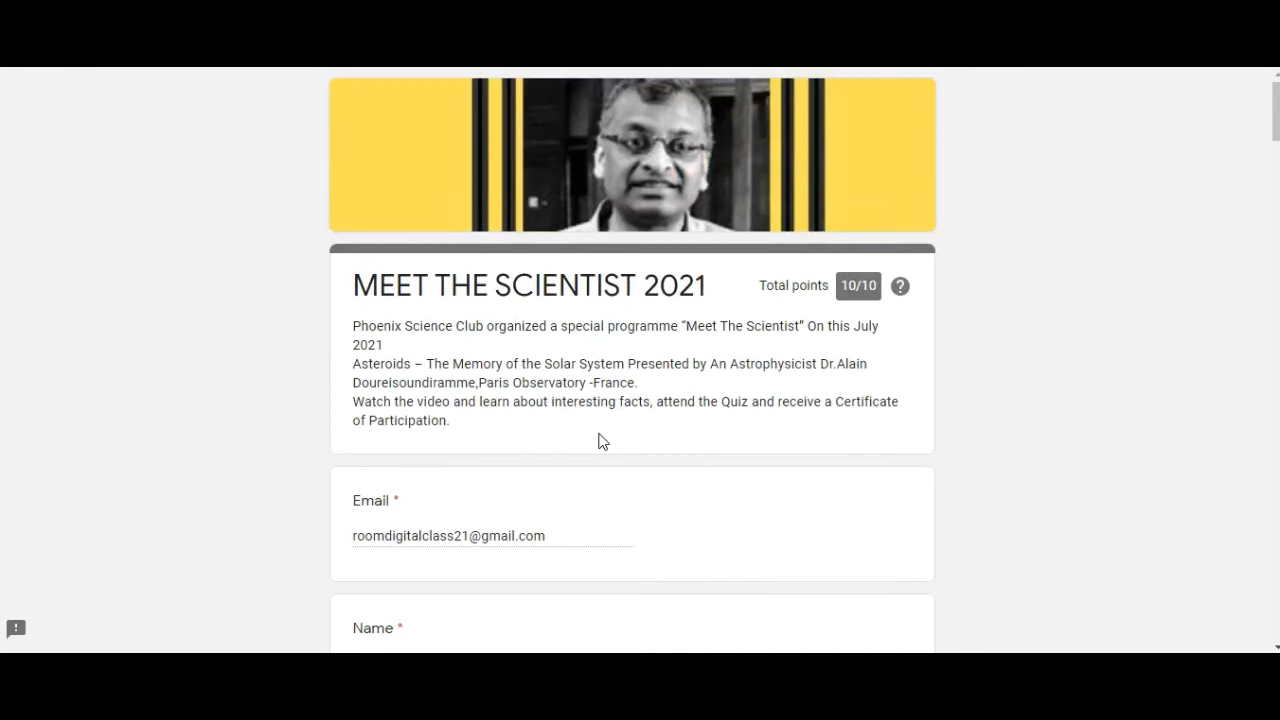 MEET THE SCIENTIST 2021
Total points 10/10
Phoenix Science Club organized a special programme “Meet The Scientist” On this July
2021
Asteroids – The Memory of the Solar System Presented by An Astrophysicist Dr.Alain
Doureisoundiramme,Paris Observatory -France.
Watch the video and learn about interesting facts, attend the Quiz and receive a Certificate
of Participation.
Email *
roomdigitalclass21@gmail.com
Name *